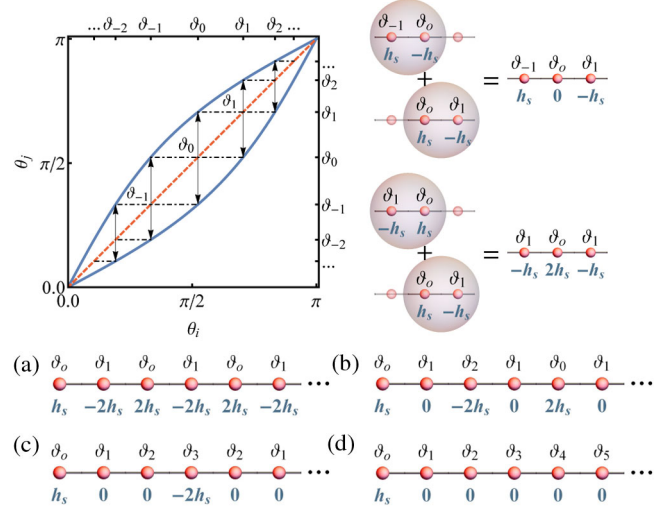 ... ϑ₋₂ ϑ₋₁ ϑ₀ ϑ₁ ϑ₂ ...
π
π/2
0.0
θⱼ
ϑ₁
ϑ₀
ϑ₋₁
...
ϑ₂
ϑ₁
ϑ₀
ϑ₋₁
ϑ₋₂
...
0.0 π/2 π
θᵢ
ϑ₋₁ ϑₒ
hₛ -hₛ
+
ϑₒ ϑ₁
hₛ -hₛ
=
ϑ₋₁ ϑₒ ϑ₁
hₛ 0 -hₛ
ϑ₁ ϑₒ
-hₛ hₛ
+
ϑₒ ϑ₁
hₛ -hₛ
=
ϑ₁ ϑₒ ϑ₁
-hₛ 2hₛ -hₛ
(a) ϑₒ ϑ₁ ϑₒ ϑ₁ ϑₒ ϑ₁ ...
hₛ -2hₛ 2hₛ -2hₛ 2hₛ -2hₛ
(b) ϑₒ ϑ₁ ϑ₂ ϑ₁ ϑ₀ ϑ₁ ...
hₛ 0 -2hₛ 0 2hₛ 0
(c) ϑₒ ϑ₁ ϑ₂ ϑ₃ ϑ₂ ϑ₁ ...
hₛ 0 0 -2hₛ 0 0
(d) ϑₒ ϑ₁ ϑ₂ ϑ₃ ϑ₄ ϑ₅ ...
hₛ 0 0 0 0 0